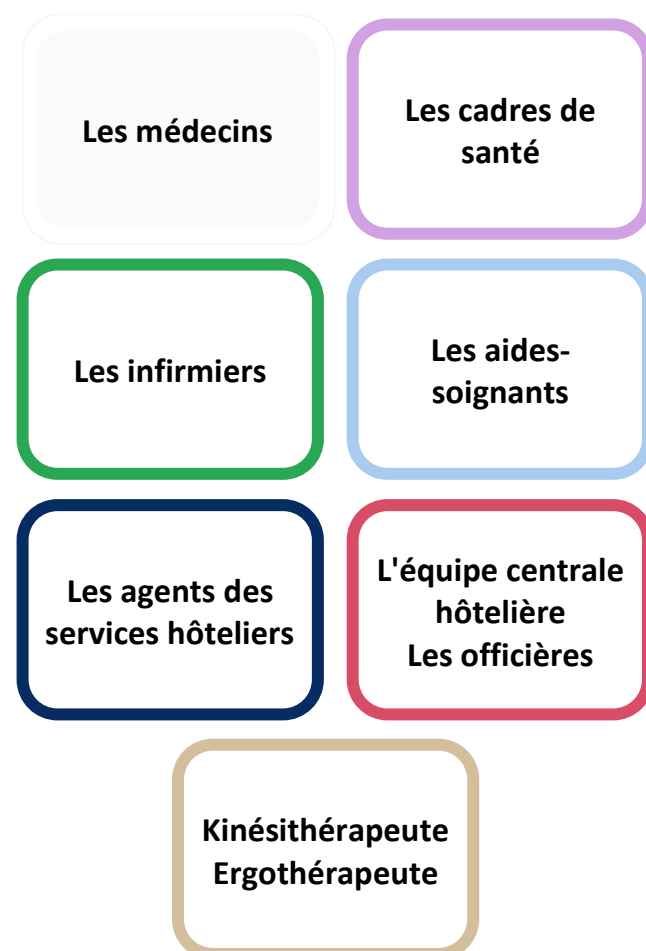 Les médecins
Les cadres de
santé
Les infirmiers
Les aides-
soignants
Les agents des
services hôteliers
L'équipe centrale
hôtelière
Les officières
Kinésithérapeute
Ergothérapeute